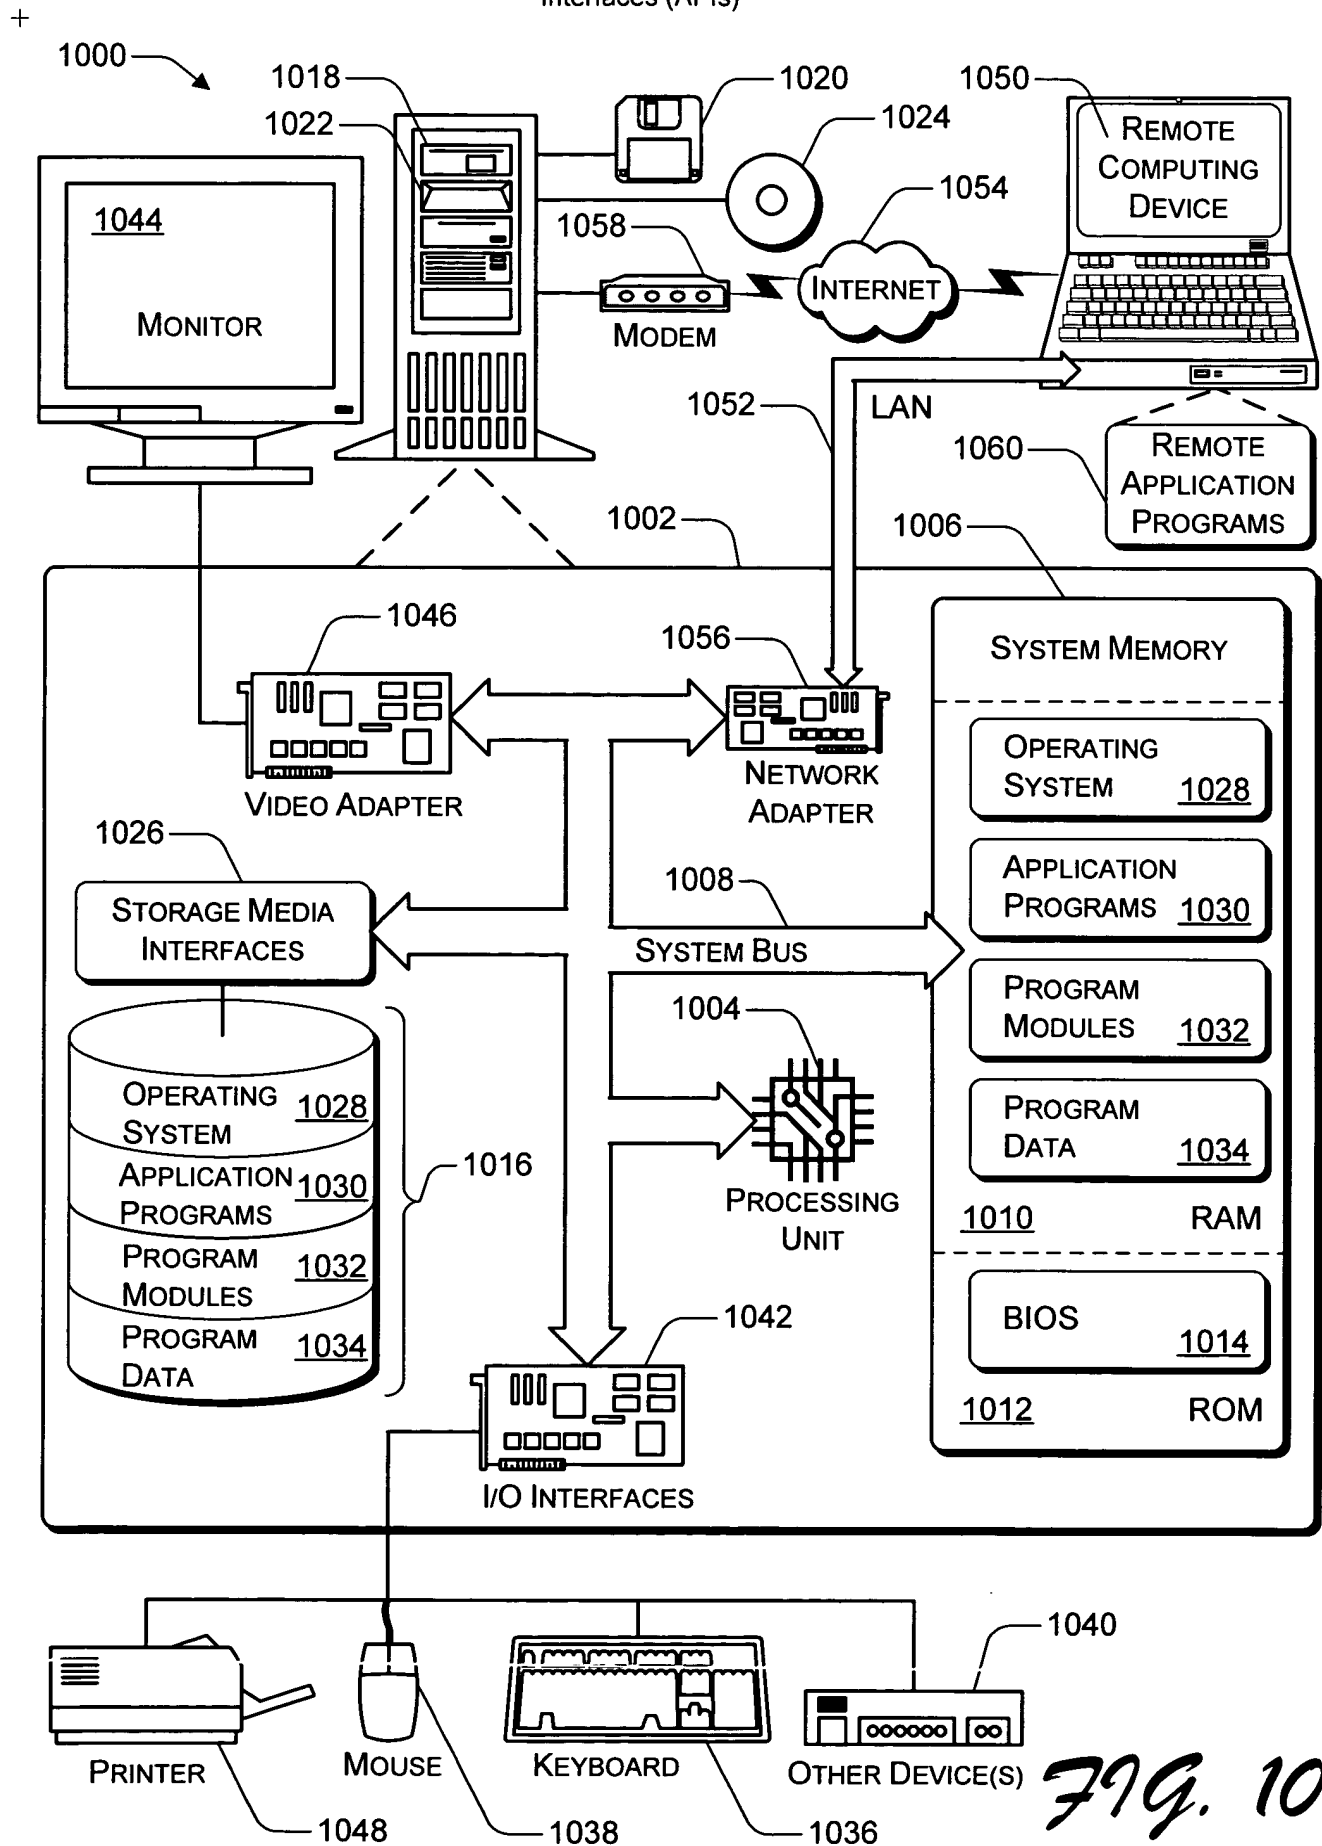 Interfaces (APIs)
1000
1018
1022
1020
1024
1050
REMOTE
COMPUTING
DEVICE
1054
1058
INTERNET
MODEM
1044
MONITOR
1052
LAN
1060
REMOTE
APPLICATION
PROGRAMS
1002
1006
1046
1056
SYSTEM MEMORY
VIDEO ADAPTER
NETWORK
ADAPTER
OPERATING
SYSTEM 1028
APPLICATION
PROGRAMS 1030
PROGRAM
MODULES 1032
PROGRAM
DATA 1034
1010 RAM
BIOS
1014
1012 ROM
1026
STORAGE MEDIA
INTERFACES
1008
SYSTEM BUS
1004
PROCESSING
UNIT
OPERATING
SYSTEM 1028
APPLICATION
PROGRAMS 1030
PROGRAM
MODULES 1032
PROGRAM
DATA 1034
1016
1042
I/O INTERFACES
1040
PRINTER
MOUSE
KEYBOARD
OTHER DEVICE(S)
1048
1038
1036
FIG. 10